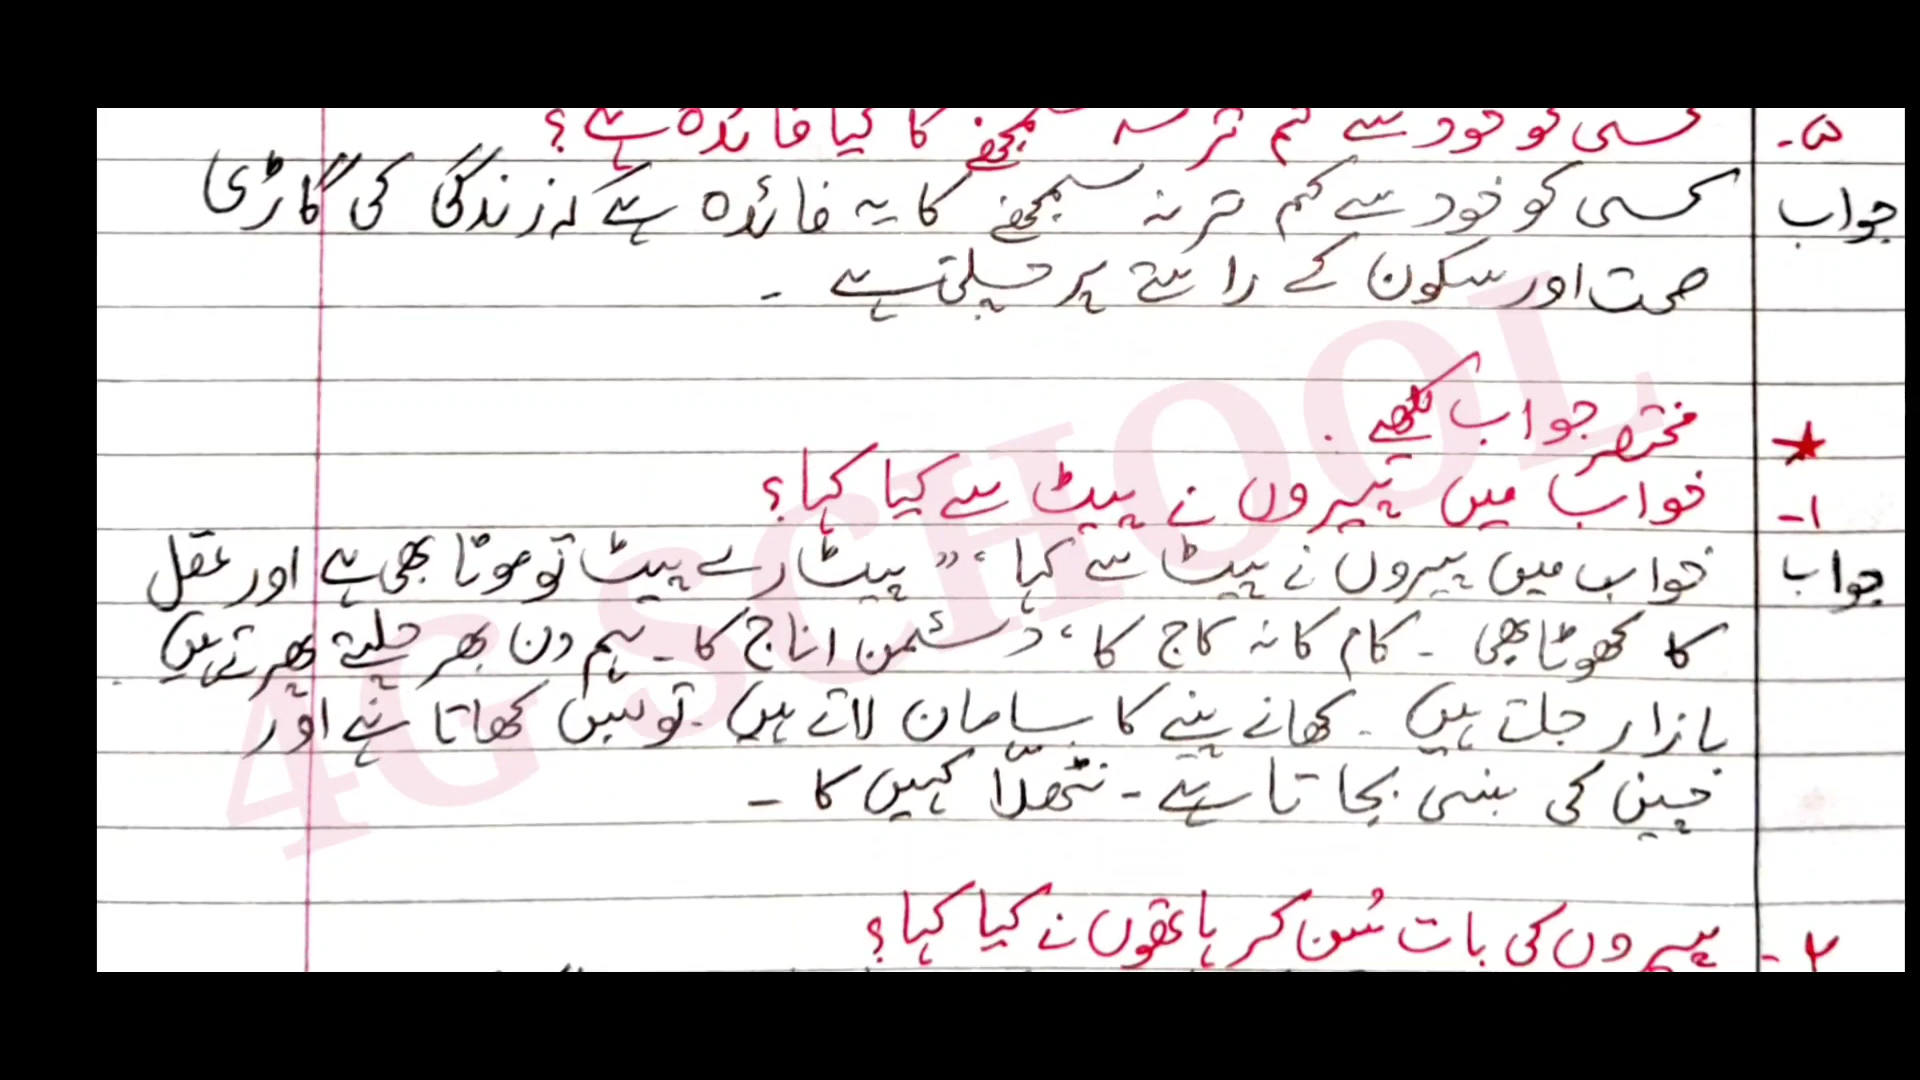 ۵- کسی کو خود سے کم تر نہ سمجھنے کا کیا فائدہ ہے؟
جواب کسی کو خود سے کم تر نہ سمجھنے کا یہ فائدہ ہے کہ زندگی کی گاڑی
صحت اور سکون کے راستے پر چلتی ہے ۔
★ مختصر جواب لکھیے .
۱- خواب میں پیروں نے پیٹ سے کیا کہا؟
جواب خواب میں پیروں نے پیٹ سے کہا ، ” پیٹ ارے پیٹ تو موٹا بھی ہے اور عقل
کا کھوٹا بھی ۔ کام کا نہ کاج کا ، دشمن اناج کا ۔ ہم دن بھر چلتے پھرتے ہیں
بازار جاتے ہیں ۔ کھانے پینے کا سامان لاتے ہیں ۔ تو بس کھاتا ہے اور
چین کی بنسی بجاتا ہے ۔ نٹھلّا کہیں کا ۔
۲- پیروں کی بات سُن کر ہاتھوں نے کیا کہا؟
4G SCHOOL